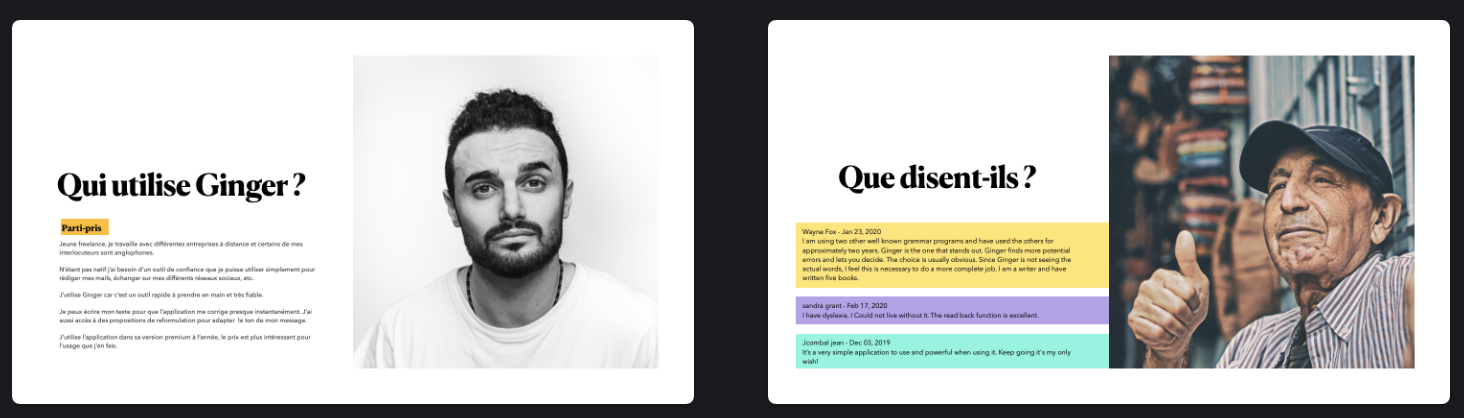 Qui utilise Ginger ?
Parti-pris
Jeune freelance, je travaille avec différentes entreprises à distance et certains de mes
interlocuteurs sont anglophones.
N'étant pas natif j'ai besoin d'un outil de confiance que je puisse utiliser simplement pour
rédiger mes mails, échanger sur mes différents réseaux sociaux, etc.
J'utilise Ginger car c'est un outil rapide à prendre en main et très fiable.
Je peux écrire mon texte pour que l'application me corrige presque instantanément. J'ai
aussi accès à des propositions de reformulation pour adapter le ton de mon message.
J'utilise l'application dans sa version premium à l'année, le prix est plus intéressant pour
l'usage que j'en fais.
Que disent-ils ?
Wayne Fox - Jan 23, 2020
I am using two other well known grammar programs and have used the others for
approximately two years. Ginger is the one that stands out. Ginger finds more potential
errors and lets you decide. The choice is usually obvious. Since Ginger is not seeing the
actual words, I feel this is necessary to do a more complete job. I am a writer and have
written five books.
sandra grant - Feb 17, 2020
I have dyslexia. I Could not live without it. The read back function is excellent.
Jcombal jean - Dec 03, 2019
It's a very simple application to use and powerful when using it. Keep going it's my only
wish!